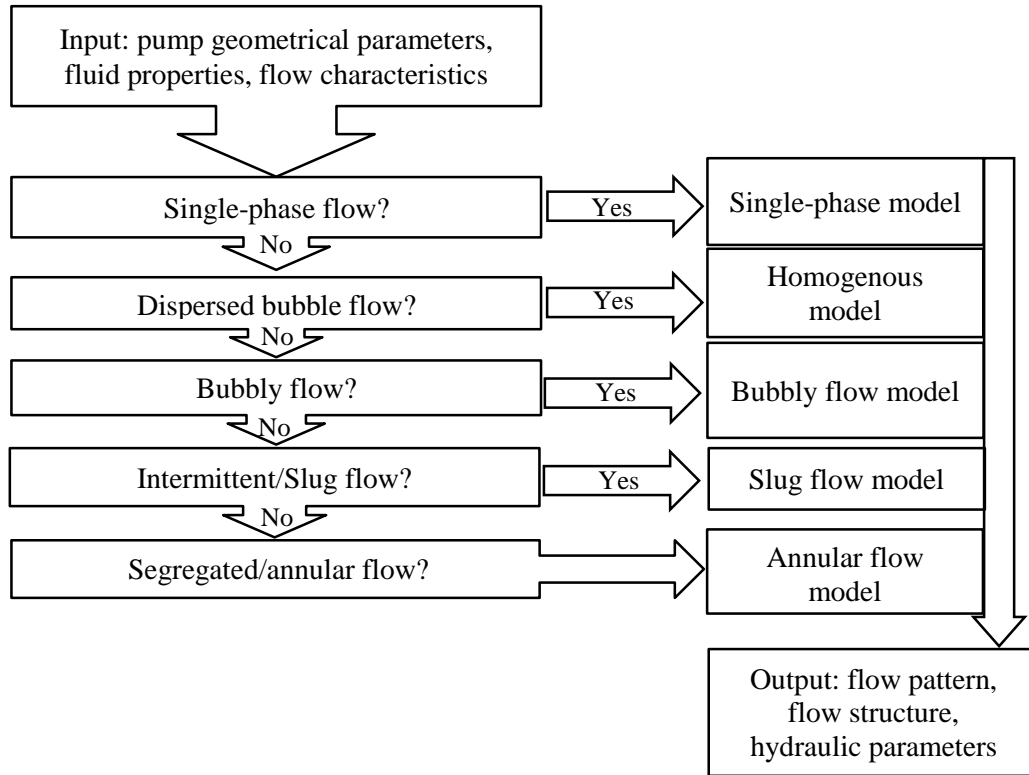 Input: pump geometrical parameters,
fluid properties, flow characteristics
Single-phase flow?
Yes
Single-phase model
No
Dispersed bubble flow?
Yes
Homogenous
model
No
Bubbly flow?
Yes
Bubbly flow model
No
Intermittent/Slug flow?
Yes
Slug flow model
No
Segregated/annular flow?
Annular flow
model
Output: flow pattern,
flow structure,
hydraulic parameters